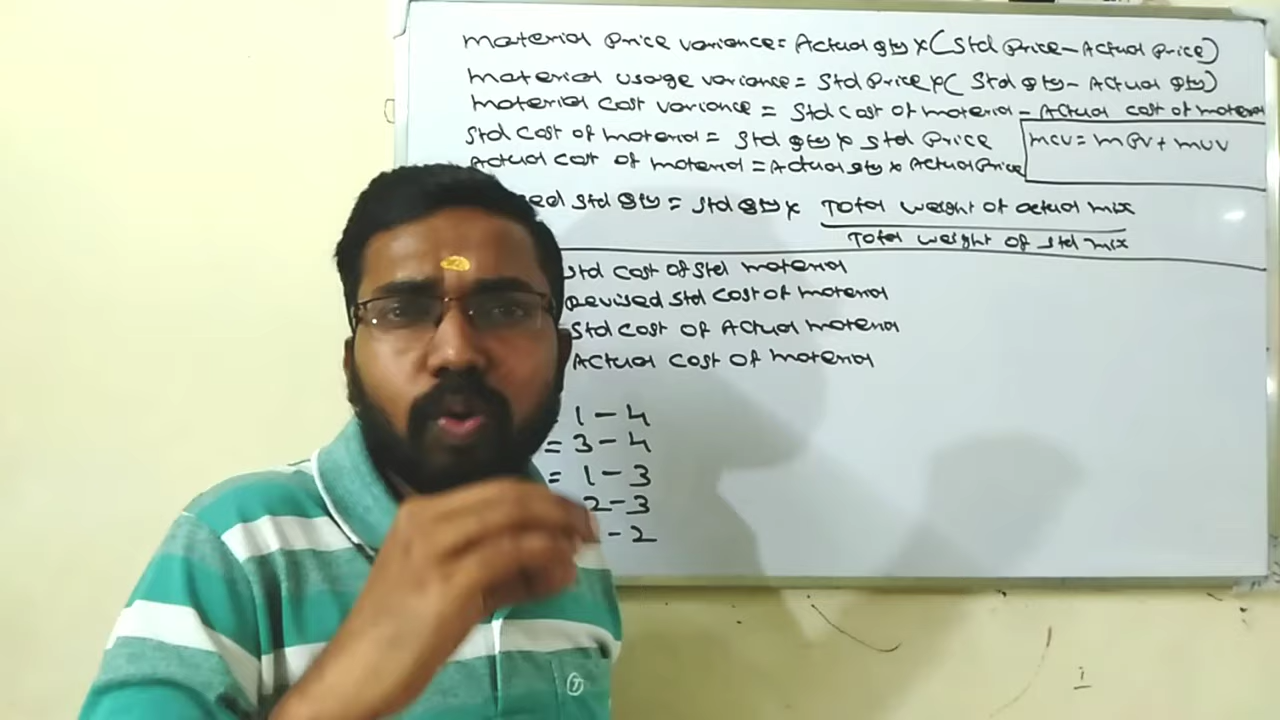 Material Price variance = Actual qty x (Std Price - Actual Price)
Material usage variance = Std Price x (Std qty - Actual qty)
Material Cost variance = Std Cost of material - Actual cost of material
Std Cost of material = Std qty x Std Price
MCV = MPV + MUV
Actual Cost of material = Actual qty x Actual Price
Std qty = Std qty x Total weight of actual mix
Total weight of std mix
Std Cost of Std material
Revised Std Cost of material
Std Cost of Actual material
Actual Cost of material
1 - 4
= 3 - 4
= 1 - 3
2 - 3
- 2